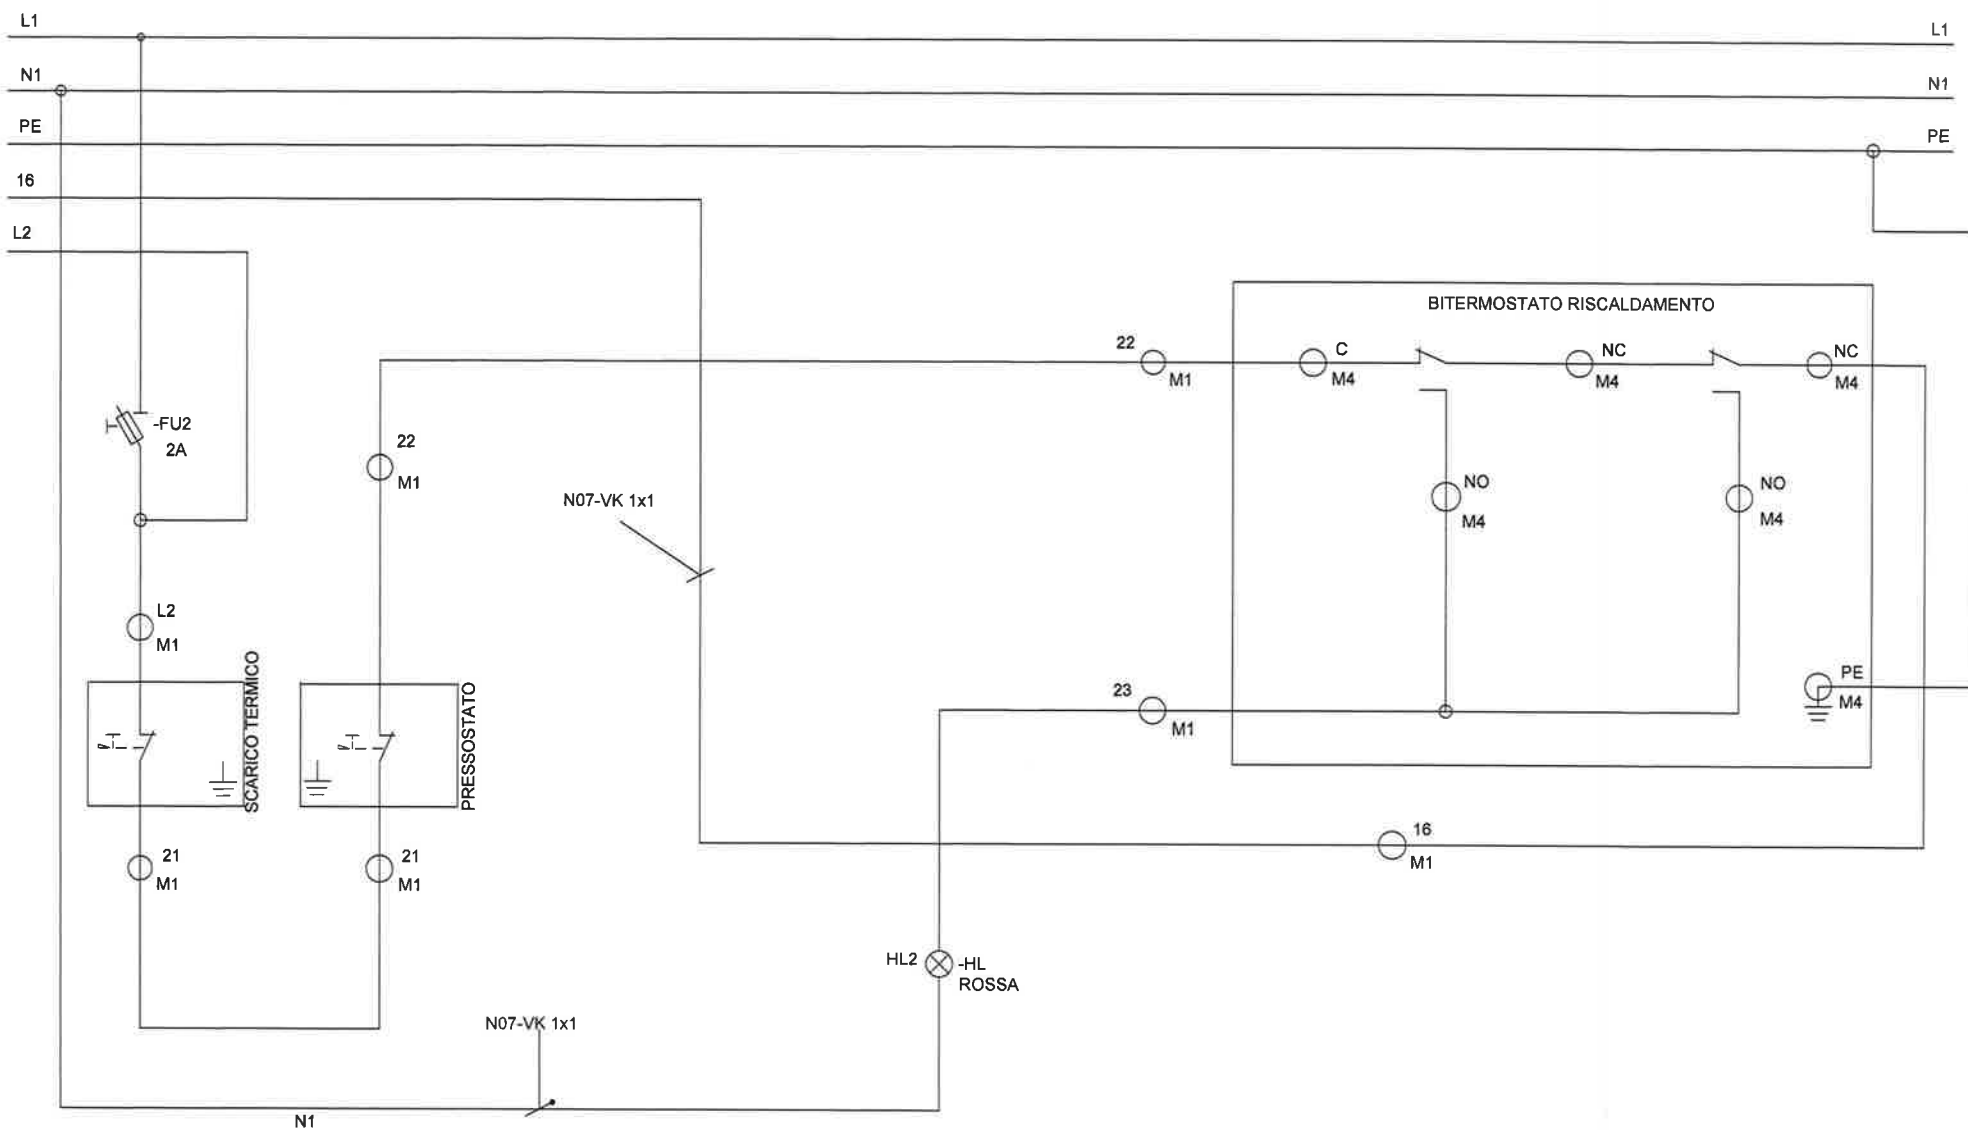 L1
L1
N1
N1
PE
PE
16
L2
BITERMOSTATO RISCALDAMENTO
22
M1
C
M4
NC
M4
NC
M4
-FU2
2A
22
M1
N07-VK 1x1
NO
M4
NO
M4
L2
M1
SCARICO TERMICO
PRESSOSTATO
PE
M4
23
M1
16
M1
21
M1
21
M1
HL2
-HL
ROSSA
N07-VK 1x1
N1